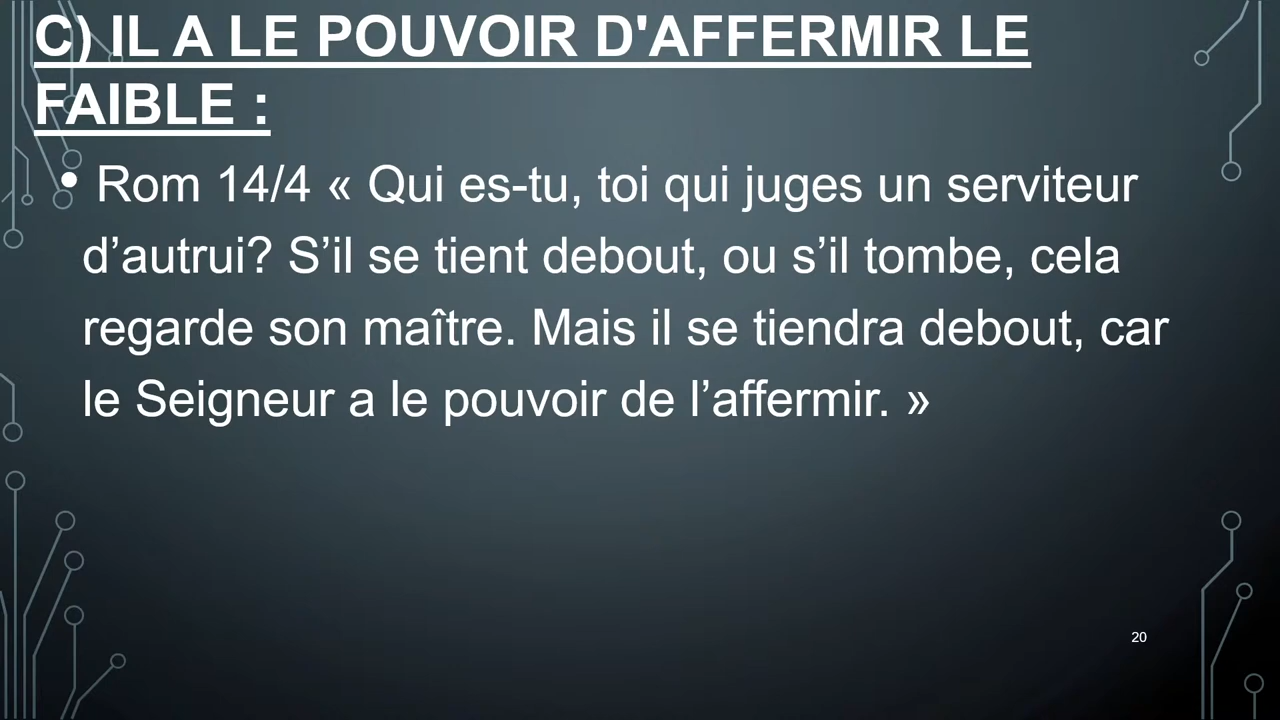 C) IL A LE POUVOIR D'AFFERMIR LE
FAIBLE :
• Rom 14/4 « Qui es-tu, toi qui juges un serviteur
d’autrui? S’il se tient debout, ou s’il tombe, cela
regarde son maître. Mais il se tiendra debout, car
le Seigneur a le pouvoir de l’affermir. »
20